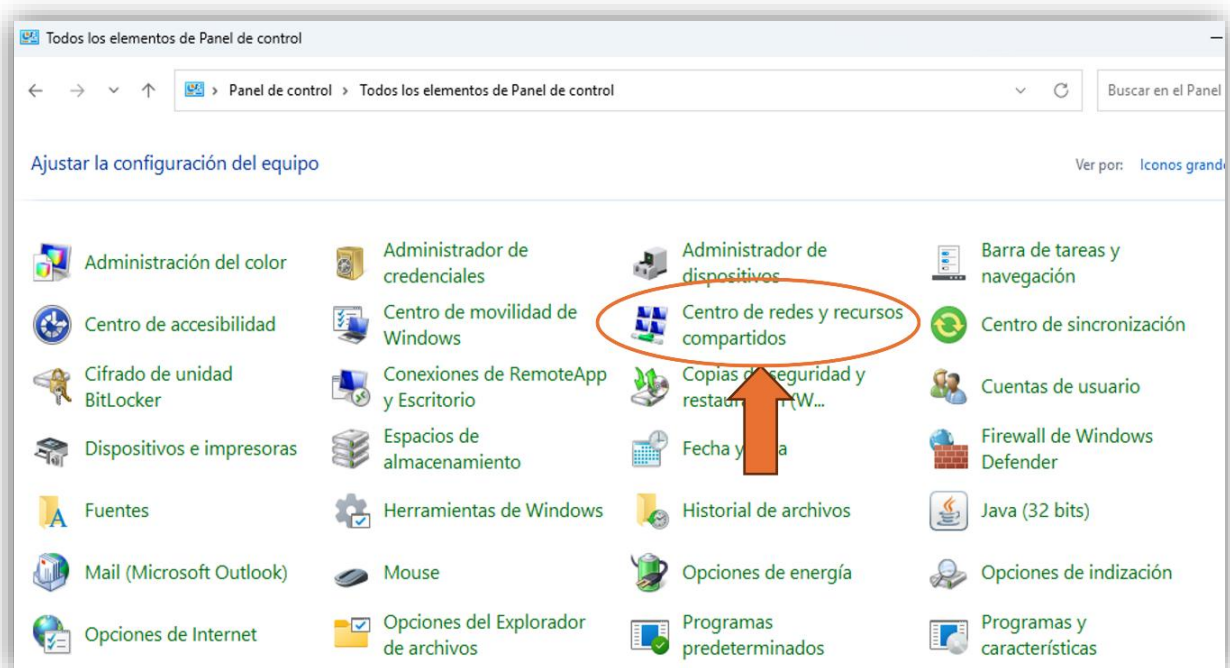 Todos los elementos de Panel de control
Panel de control > Todos los elementos de Panel de control
Buscar en el Panel
Ajustar la configuración del equipo
Ver por: Iconos grande
Administración del color
Administrador de
credenciales
Administrador de
dispositivos
Barra de tareas y
navegación
Centro de accesibilidad
Centro de movilidad de
Windows
Centro de redes y recursos
compartidos
Centro de sincronización
Cifrado de unidad
BitLocker
Conexiones de RemoteApp
y Escritorio
Copias de seguridad y
(W...
Cuentas de usuario
Dispositivos e impresoras
Espacios de
almacenamiento
Fecha y
Firewall de Windows
Defender
Fuentes
Herramientas de Windows
Historial de archivos
Java (32 bits)
Mail (Microsoft Outlook)
Mouse
Opciones de energía
Opciones de indización
Opciones de Internet
Opciones del Explorador
de archivos
Programas
predeterminados
Programas y
características